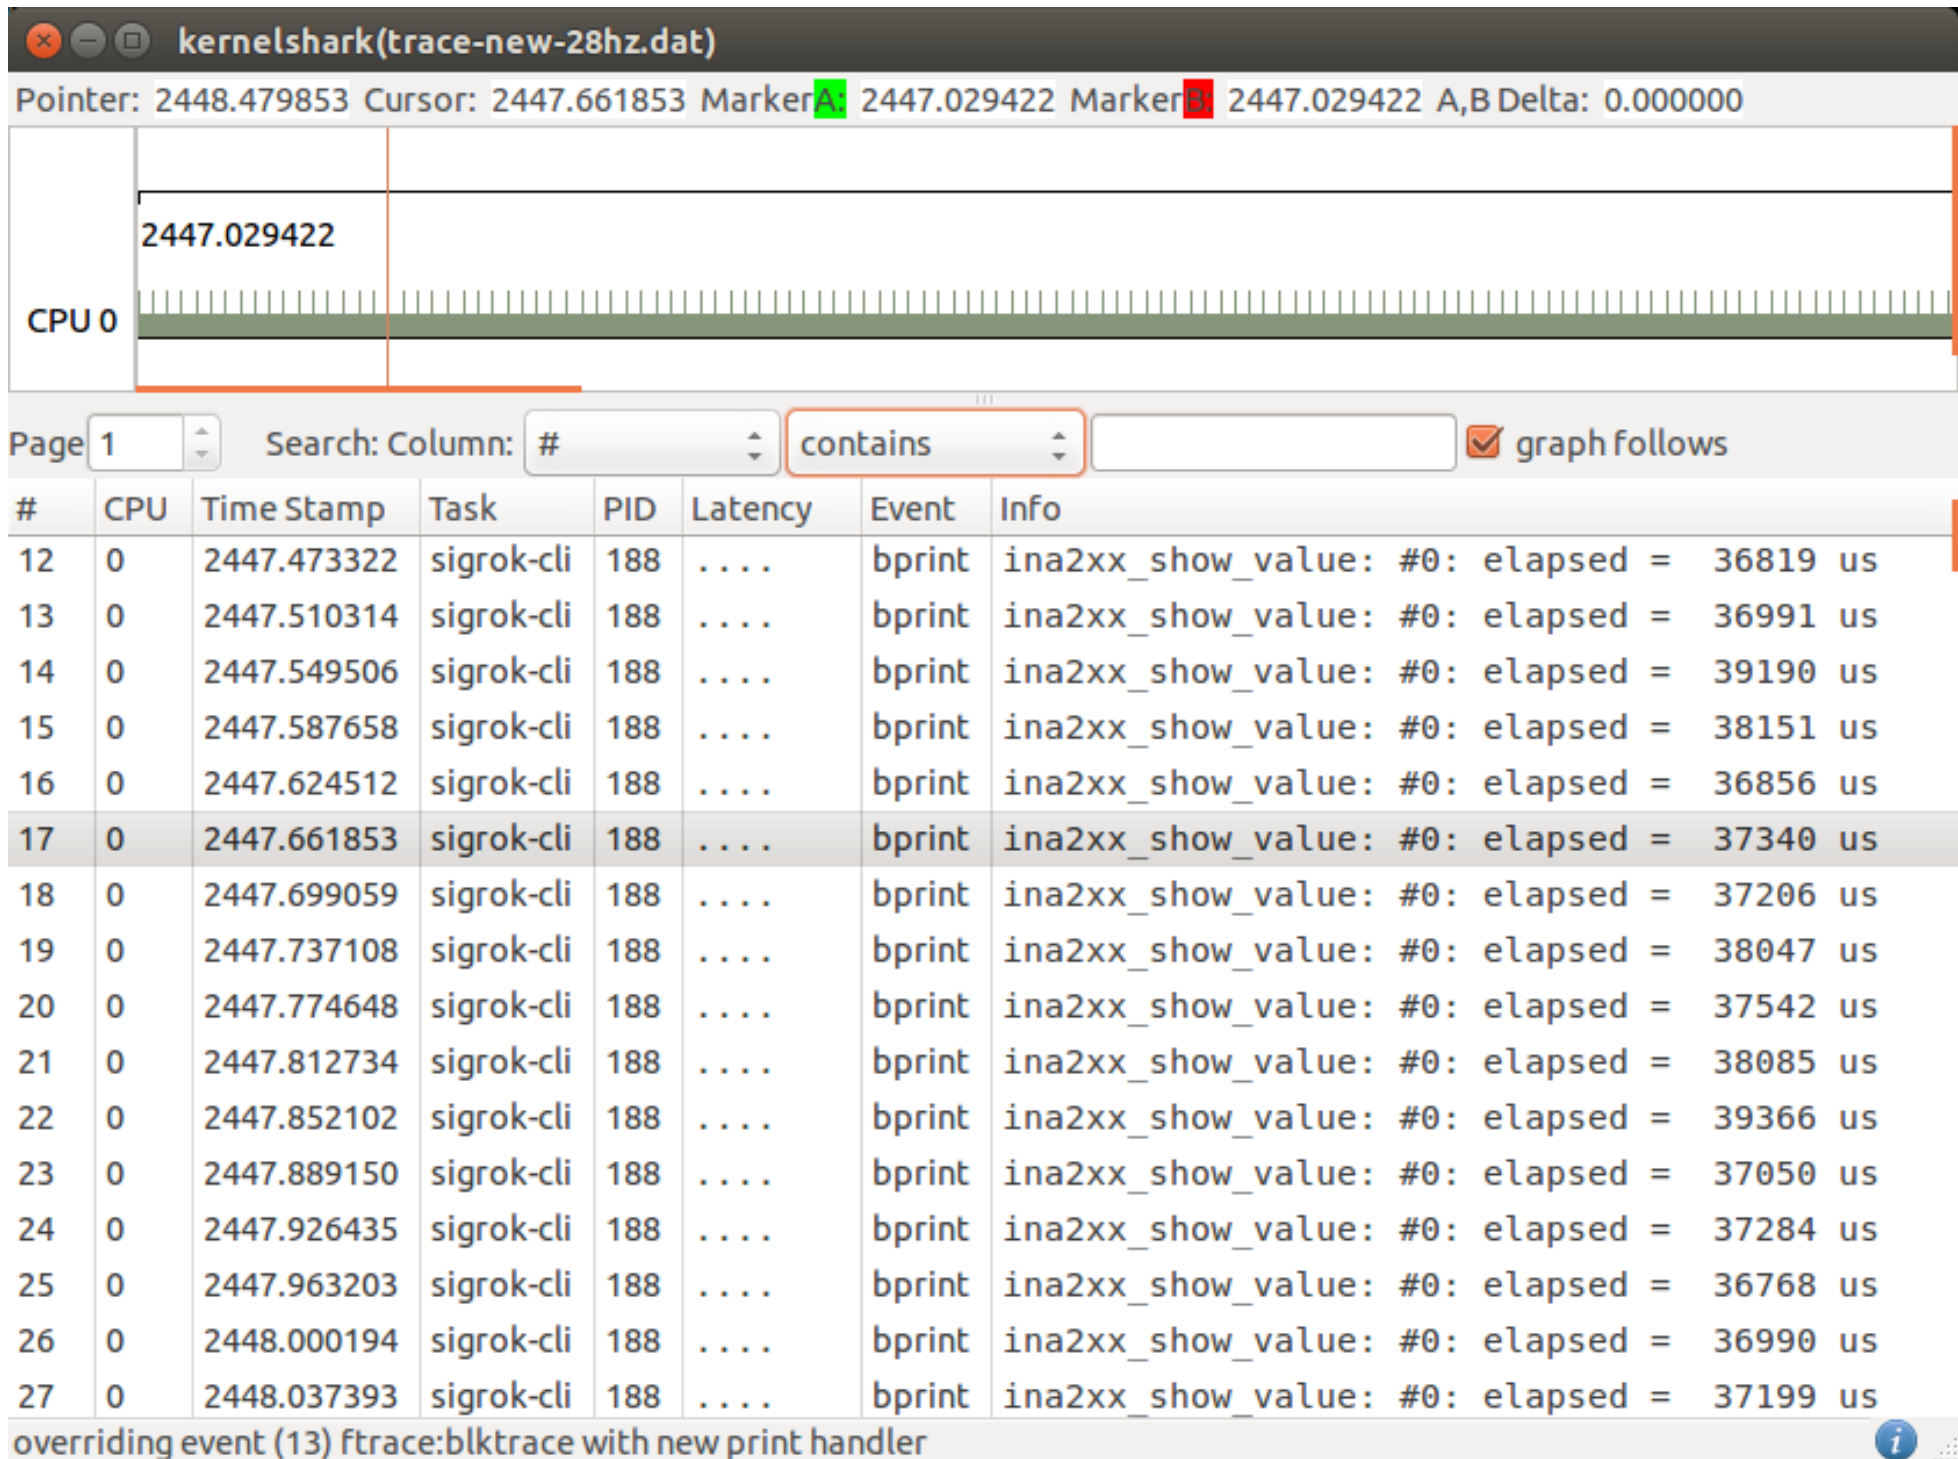 kernelshark(trace-new-28hz.dat)
Pointer: 2448.479853 Cursor: 2447.661853 Marker A: 2447.029422 Marker B: 2447.029422 A,B Delta: 0.000000
2447.029422
CPU 0
Page 1 Search: Column: # contains graph follows
# CPU Time Stamp Task PID Latency Event Info
12 0 2447.473322 sigrok-cli 188 .... bprint ina2xx_show_value: #0: elapsed = 36819 us
13 0 2447.510314 sigrok-cli 188 .... bprint ina2xx_show_value: #0: elapsed = 36991 us
14 0 2447.549506 sigrok-cli 188 .... bprint ina2xx_show_value: #0: elapsed = 39190 us
15 0 2447.587658 sigrok-cli 188 .... bprint ina2xx_show_value: #0: elapsed = 38151 us
16 0 2447.624512 sigrok-cli 188 .... bprint ina2xx_show_value: #0: elapsed = 36856 us
17 0 2447.661853 sigrok-cli 188 .... bprint ina2xx_show_value: #0: elapsed = 37340 us
18 0 2447.699059 sigrok-cli 188 .... bprint ina2xx_show_value: #0: elapsed = 37206 us
19 0 2447.737108 sigrok-cli 188 .... bprint ina2xx_show_value: #0: elapsed = 38047 us
20 0 2447.774648 sigrok-cli 188 .... bprint ina2xx_show_value: #0: elapsed = 37542 us
21 0 2447.812734 sigrok-cli 188 .... bprint ina2xx_show_value: #0: elapsed = 38085 us
22 0 2447.852102 sigrok-cli 188 .... bprint ina2xx_show_value: #0: elapsed = 39366 us
23 0 2447.889150 sigrok-cli 188 .... bprint ina2xx_show_value: #0: elapsed = 37050 us
24 0 2447.926435 sigrok-cli 188 .... bprint ina2xx_show_value: #0: elapsed = 37284 us
25 0 2447.963203 sigrok-cli 188 .... bprint ina2xx_show_value: #0: elapsed = 36768 us
26 0 2448.000194 sigrok-cli 188 .... bprint ina2xx_show_value: #0: elapsed = 36990 us
27 0 2448.037393 sigrok-cli 188 .... bprint ina2xx_show_value: #0: elapsed = 37199 us
overriding event (13) ftrace:blktrace with new print handler